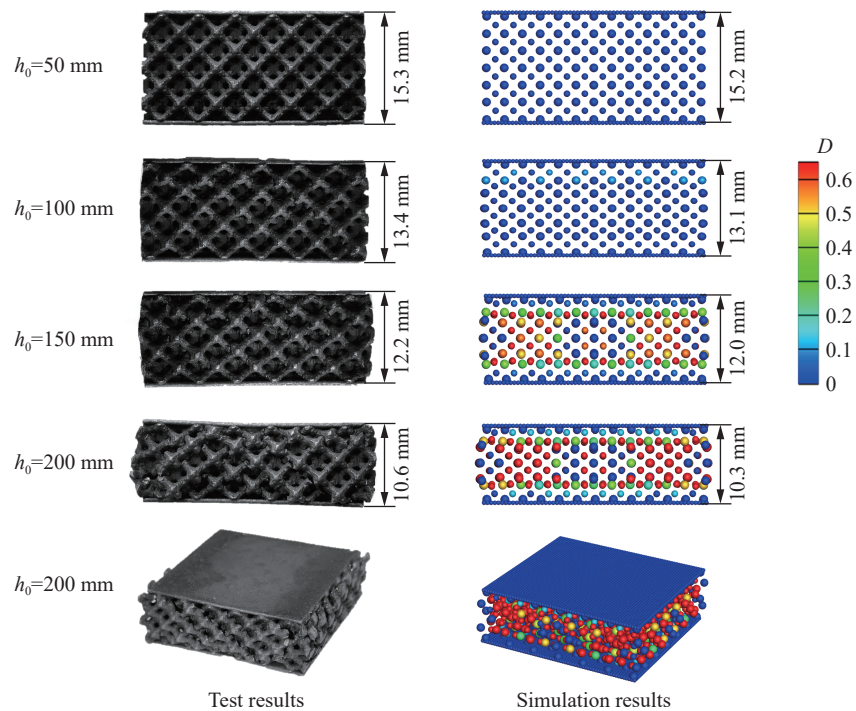 h₀=50 mm
15.3 mm
15.2 mm
h₀=100 mm
13.4 mm
13.1 mm
h₀=150 mm
12.2 mm
12.0 mm
h₀=200 mm
10.6 mm
10.3 mm
h₀=200 mm
D
0.6
0.5
0.4
0.3
0.2
0.1
0
Test results
Simulation results